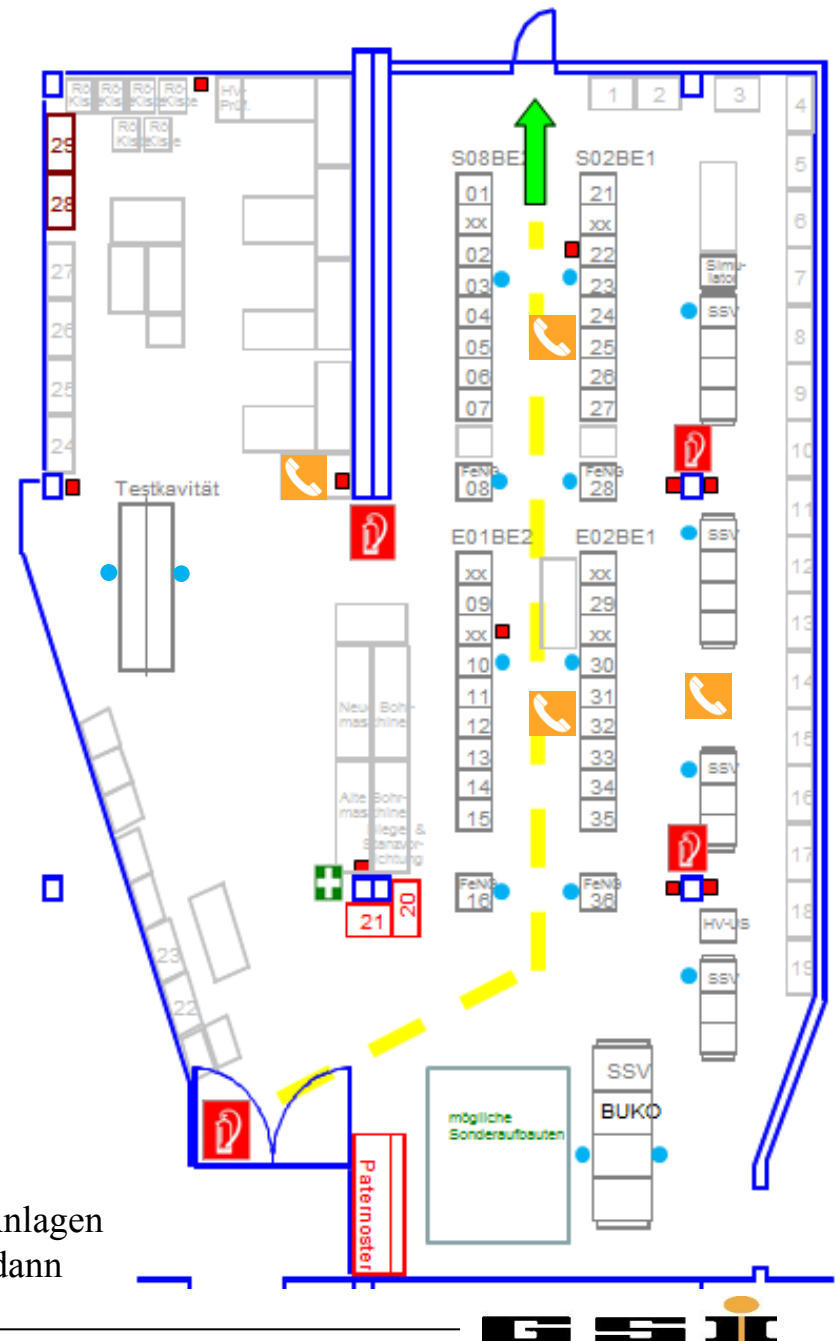 Rö-Kiste
Rö-Kiste
Rö-Kiste
Rö-Kiste
HV-Prüf.
Rö-Kiste
Rö-Kiste
1
2
3
4
5
6
7
8
9
10
11
12
13
14
15
16
17
18
19
29
28
27
26
25
24
S08BE2
01
xx
02
03
04
05
06
07
FeNG
08
S02BE1
21
xx
22
23
24
25
26
27
FeNG
28
Simu-
lator
SSV
SSV
SSV
HV-US
SSV
Testkavität
E01BE2
xx
09
xx
10
11
12
13
14
15
FeNG
16
E02BE1
xx
29
xx
30
31
32
33
34
35
FeNG
36
Neue Bohr-
maschine
Alte Bohr-
maschine
Biege- &
Stanzvor-
richtung
21
20
23
22
mögliche
Sonderaufbauten
SSV
BUKO
Paternoster
nlagen
dann
GSI